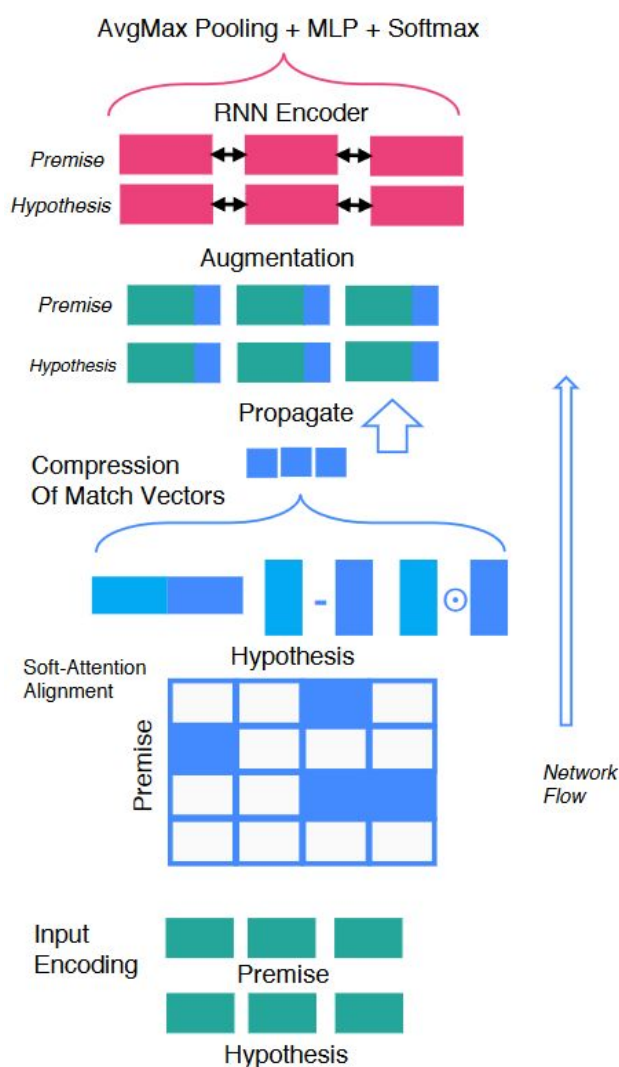 AvgMax Pooling + MLP + Softmax
RNN Encoder
Premise
Hypothesis
Augmentation
Premise
Hypothesis
Propagate
Compression
Of Match Vectors
Hypothesis
Soft-Attention
Alignment
Premise
Network
Flow
Input
Encoding
Premise
Hypothesis